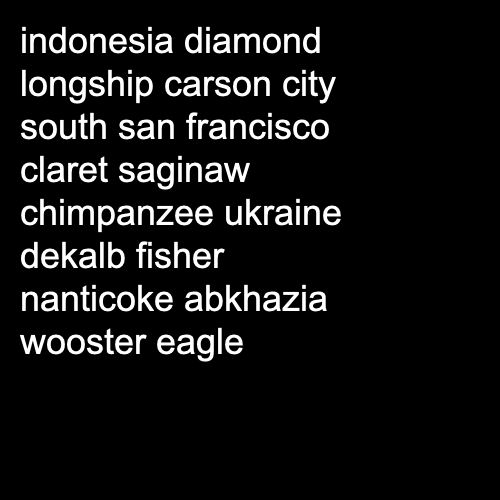 indonesia diamond
longship carson city
south san francisco
claret saginaw
chimpanzee ukraine
dekalb fisher
nanticoke abkhazia
wooster eagle